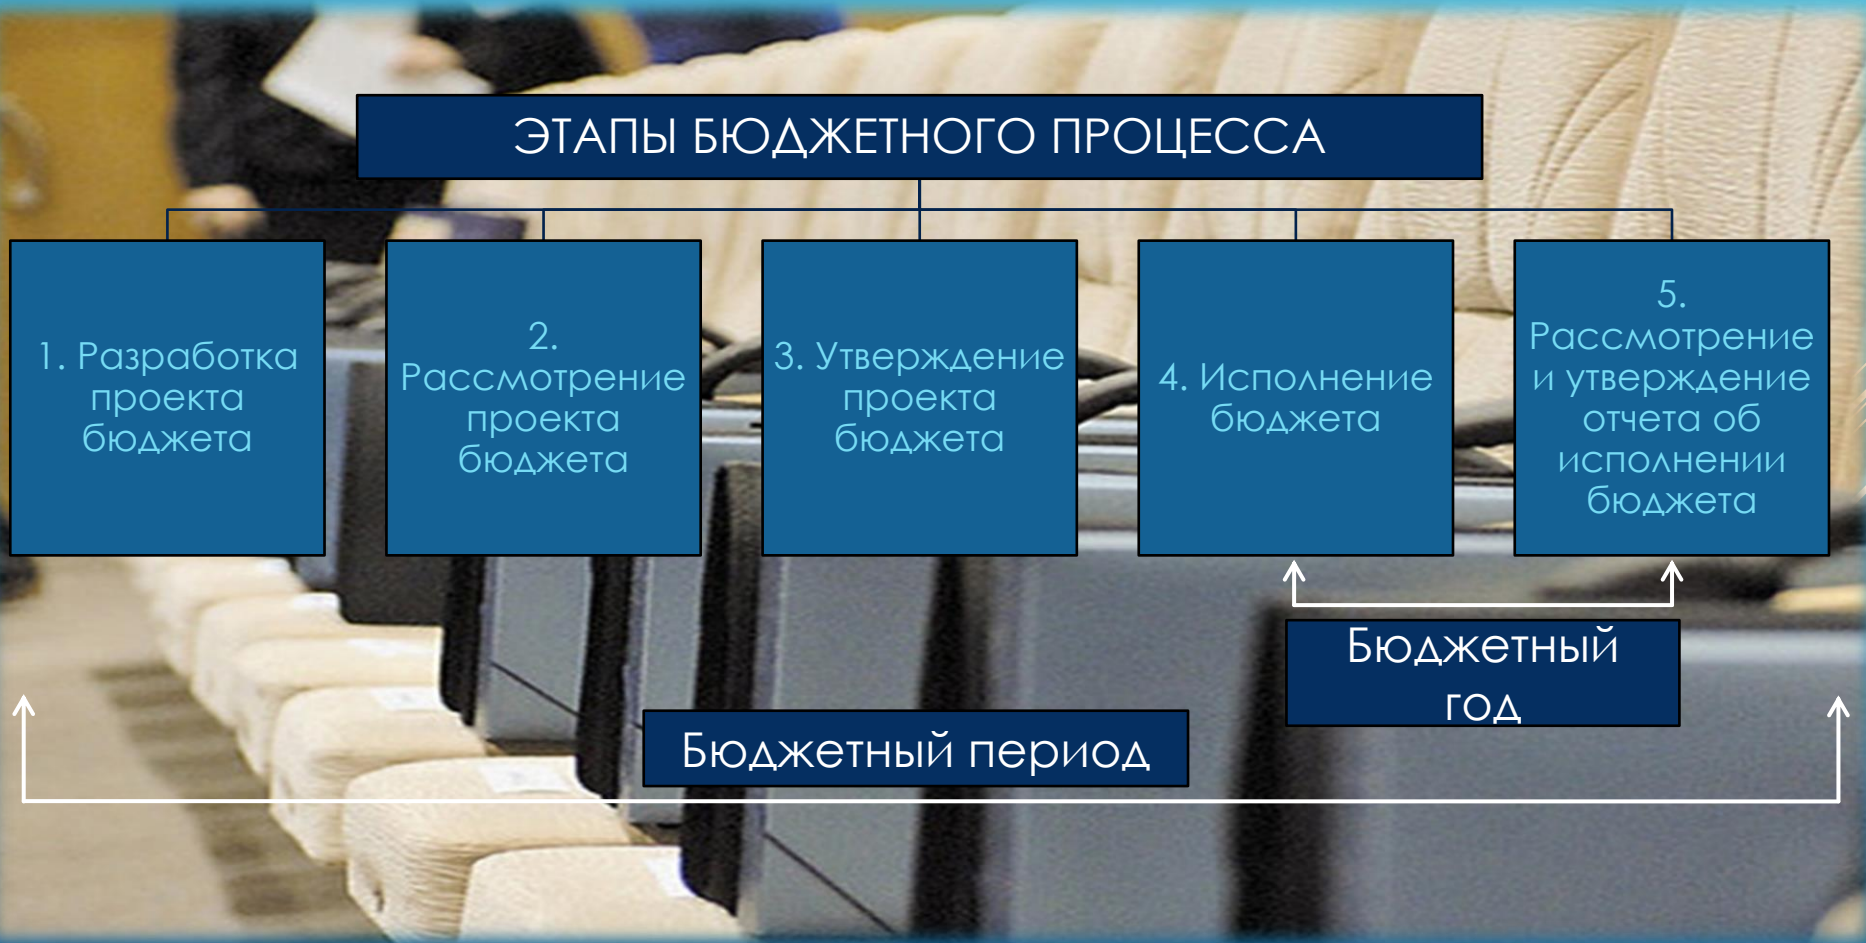 ЭТАПЫ БЮДЖЕТНОГО ПРОЦЕССА
1. Разработка
проекта
бюджета
2.
Рассмотрение
проекта
бюджета
3. Утверждение
проекта
бюджета
4. Исполнение
бюджета
5.
Рассмотрение
и утверждение
отчета об
исполнении
бюджета
Бюджетный
год
Бюджетный период